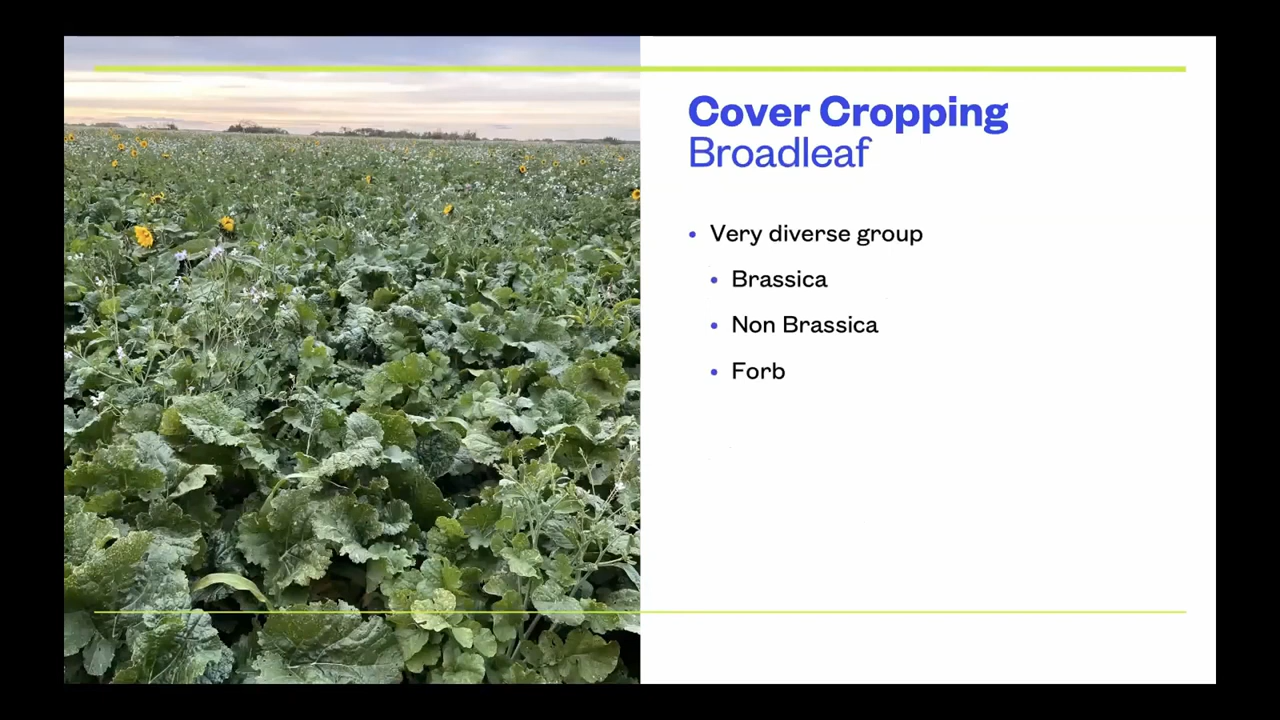 Cover Cropping
Broadleaf
• Very diverse group
• Brassica
• Non Brassica
• Forb